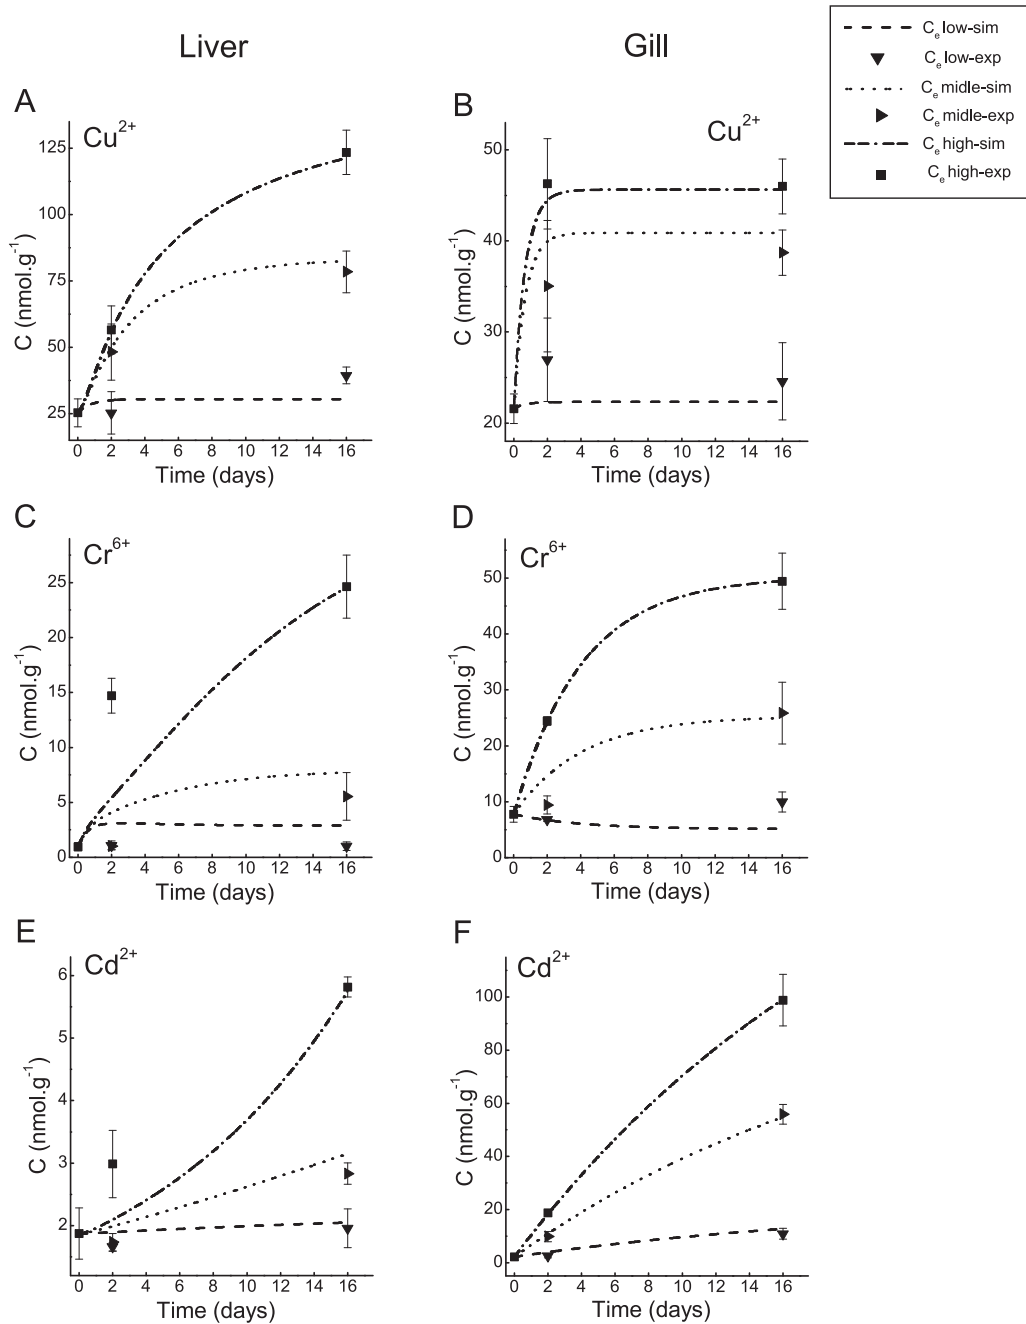 Liver
Gill
C_e low-sim
C_e low-exp
C_e midle-sim
C_e midle-exp
C_e high-sim
C_e high-exp
A
Cu²⁺
125
100
75
50
25
C (nmol.g⁻¹)
0 2 4 6 8 10 12 14 16
Time (days)
B
Cu²⁺
50
40
30
20
C (nmol.g⁻¹)
0 2 4 6 8 10 12 14 16
Time (days)
C
Cr⁶⁺
25
20
15
10
5
0
C (nmol.g⁻¹)
0 2 4 6 8 10 12 14 16
Time (days)
D
Cr⁶⁺
50
40
30
20
10
0
C (nmol.g⁻¹)
0 2 4 6 8 10 12 14 16
Time (days)
E
Cd²⁺
6
5
4
3
2
C (nmol.g⁻¹)
0 2 4 6 8 10 12 14 16
Time (days)
F
Cd²⁺
100
80
60
40
20
0
C (nmol.g⁻¹)
0 2 4 6 8 10 12 14 16
Time (days)